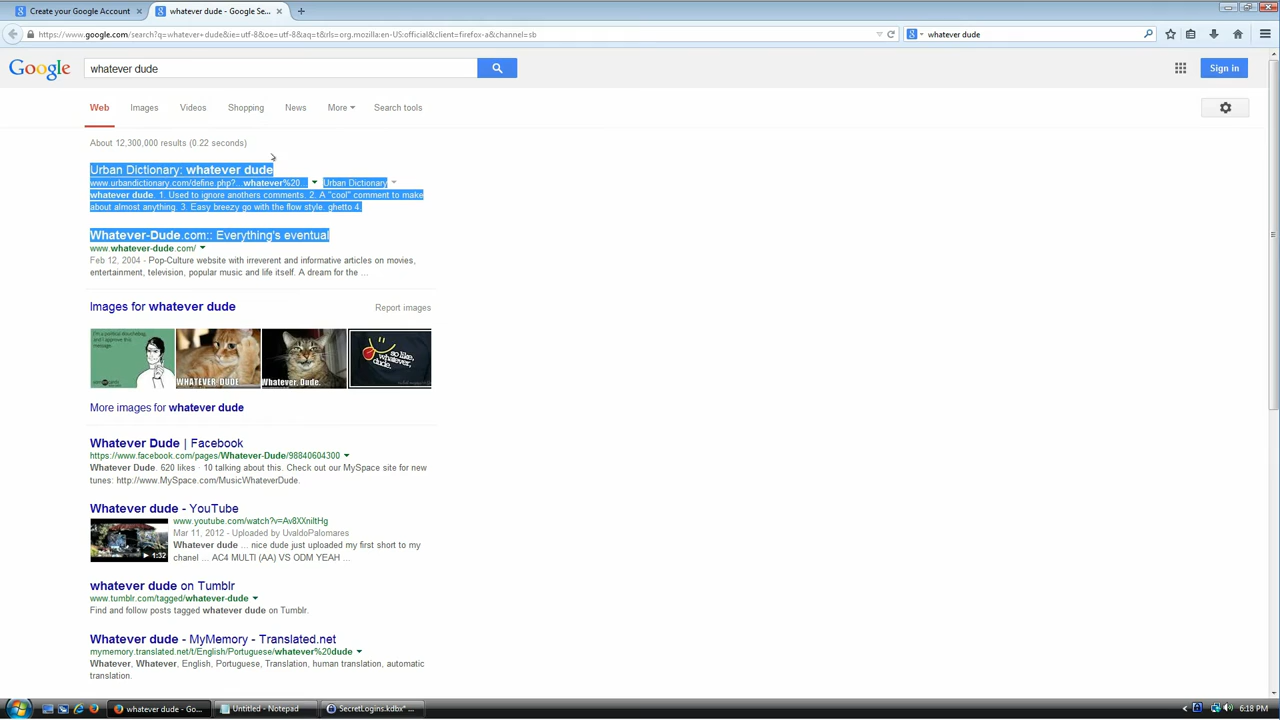 Create your Google Account × whatever dude - Google Se... × +
https://www.google.com/search?q=whatever+dude&ie=utf-8&oe=utf-8&aq=t&rls=org.mozilla:en-US:official&client=firefox-a&channel=sb whatever dude
Google whatever dude Sign in
Web Images Videos Shopping News More Search tools
About 12,300,000 results (0.22 seconds)
Urban Dictionary: whatever dude
www.urbandictionary.com/define.php?...whatever%20... Urban Dictionary
whatever dude. 1. Used to ignore anothers comments. 2. A "cool" comment to make
about almost anything. 3. Easy breezy go with the flow style. ghetto 4.
Whatever-Dude.com:: Everything's eventual
www.whatever-dude.com/
Feb 12, 2004 - Pop-Culture website with irreverent and informative articles on movies,
entertainment, television, popular music and life itself. A dream for the ...
Images for whatever dude Report images
WHATEVER DUDE
Whatever, Dude.
so like,
whatever,
dude.
More images for whatever dude
Whatever Dude | Facebook
https://www.facebook.com/pages/Whatever-Dude/98840604300
Whatever Dude. 620 likes · 10 talking about this. Check out our MySpace site for new
tunes: http://www.MySpace.com/MusicWhateverDude.
Whatever dude - YouTube
www.youtube.com/watch?v=Av8XXniltHg
Mar 11, 2012 - Uploaded by UvaldoPalomares
Whatever dude ... nice dude just uploaded my first short to my
1:32 chanel ... AC4 MULTI (AA) VS ODM YEAH ...
whatever dude on Tumblr
www.tumblr.com/tagged/whatever-dude
Find and follow posts tagged whatever dude on Tumblr.
Whatever dude - MyMemory - Translated.net
mymemory.translated.net/t/English/Portuguese/whatever%20dude
Whatever, Whatever, English, Portuguese, Translation, human translation, automatic
translation.
whatever dude - Go... Untitled - Notepad SecretLogins.kdbx* ... 6:18 PM